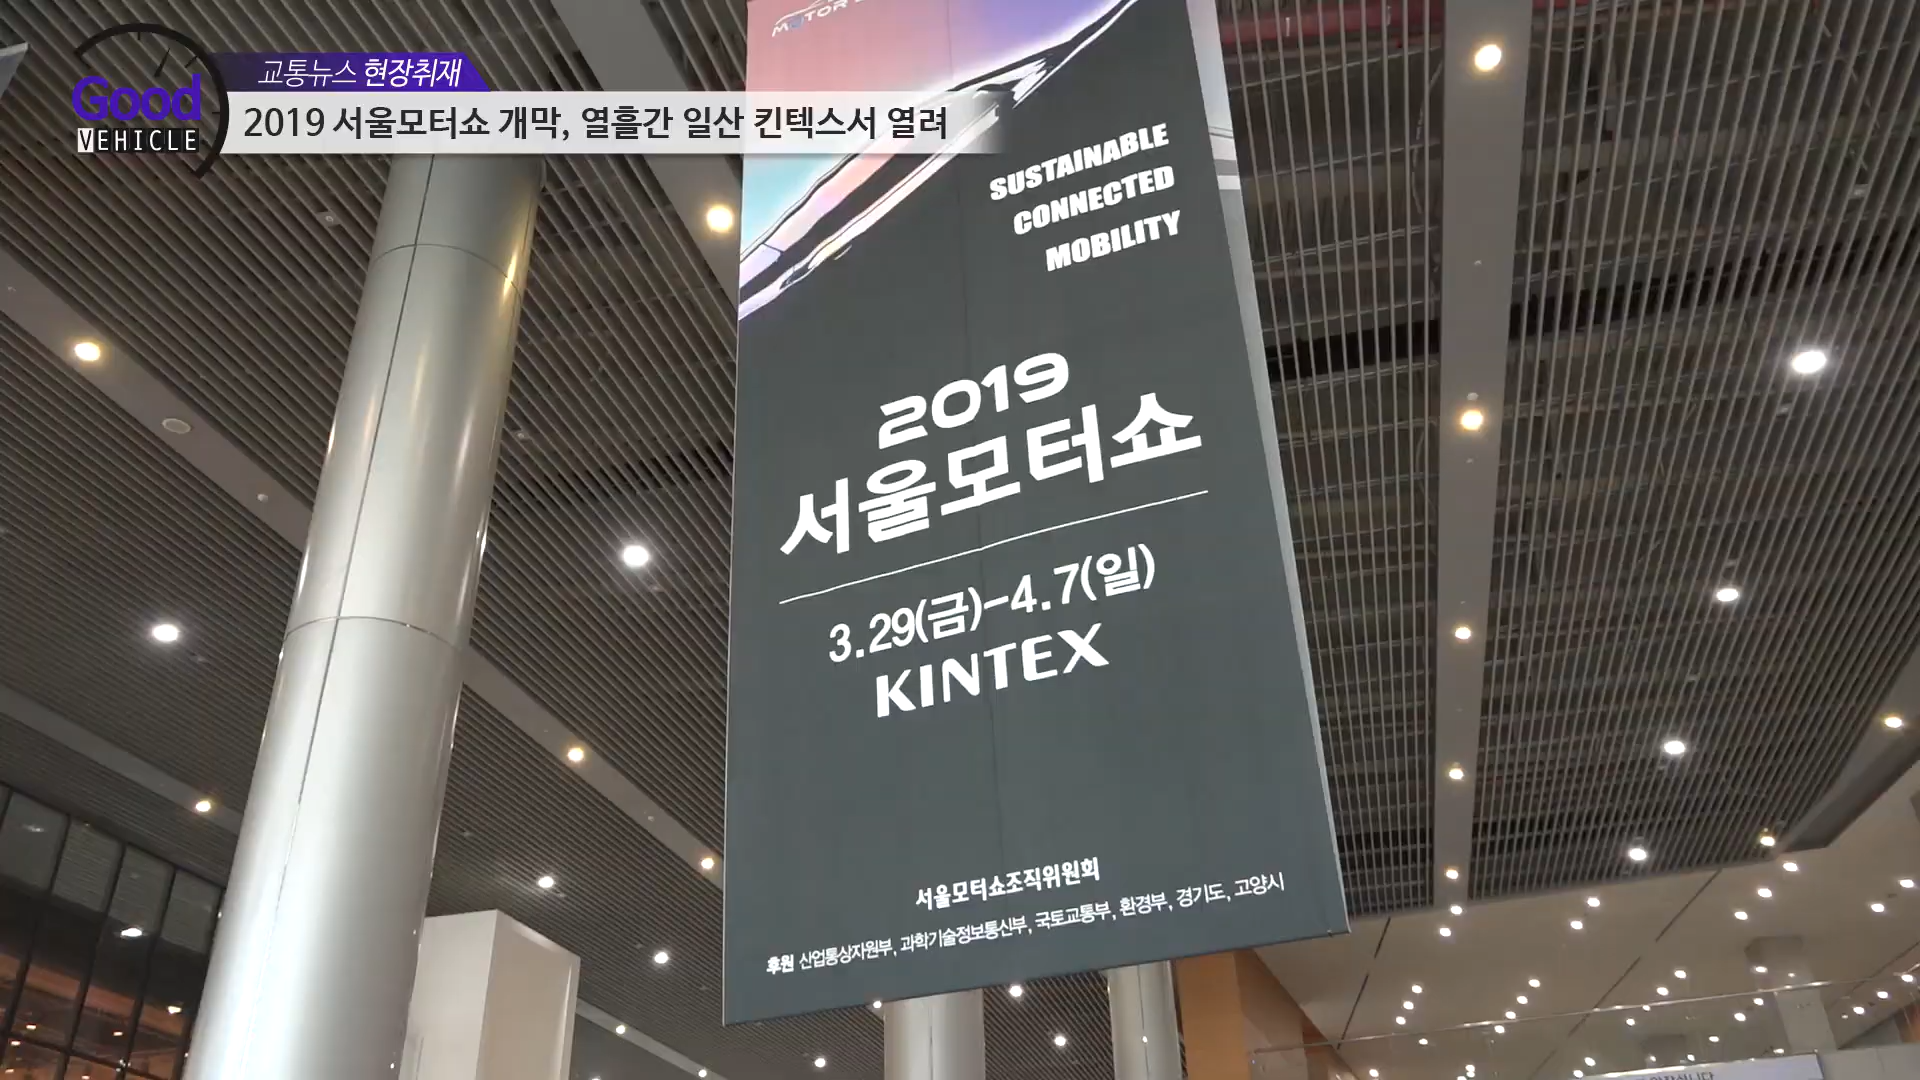 Good
VEHICLE
교통뉴스 현장취재
2019 서울모터쇼 개막, 열흘간 일산 킨텍스서 열려
SUSTAINABLE
CONNECTED
MOBILITY
2019
서울모터쇼
3.29(금)-4.7(일)
KINTEX
서울모터쇼조직위원회
후원 산업통상자원부, 과학기술정보통신부, 국토교통부, 환경부, 경기도, 고양시